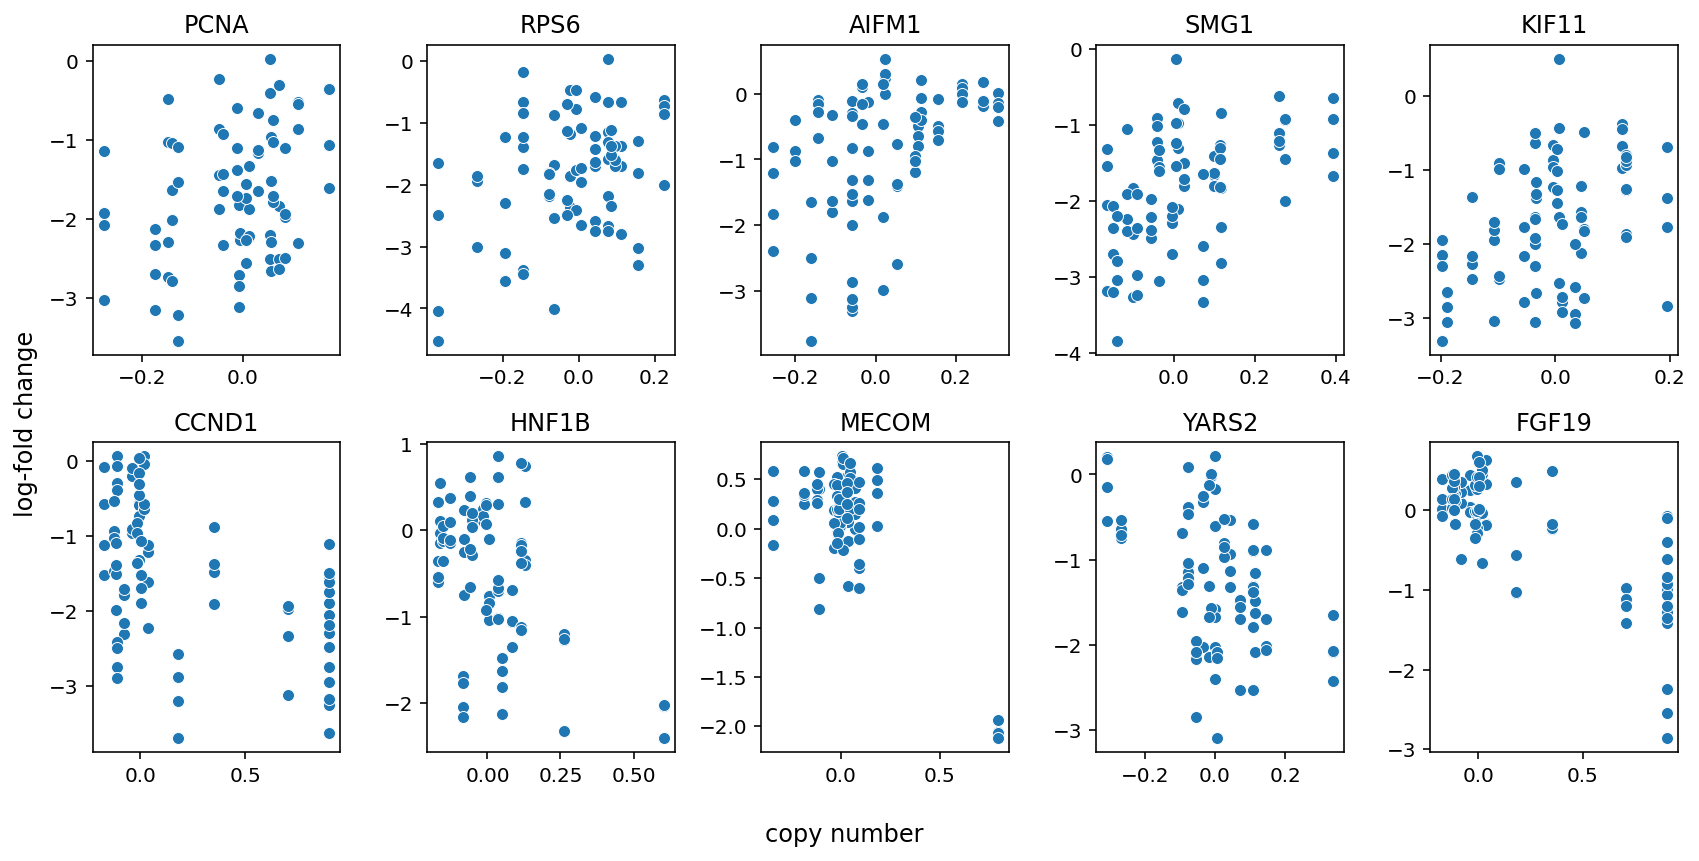 PCNA RPS6 AIFM1 SMG1 KIF11
0 −1 −2 −3
−0.2 0.0
0 −1 −2 −3 −4
−0.2 0.0 0.2
0 −1 −2 −3
−0.2 0.0 0.2
0 −1 −2 −3 −4
0.0 0.2 0.4
0 −1 −2 −3
−0.2 0.0 0.2
log-fold change
CCND1 HNF1B MECOM YARS2 FGF19
0 −1 −2 −3
0.0 0.5
1 0 −1 −2
0.00 0.25 0.50
0.5 0.0 −0.5 −1.0 −1.5 −2.0
0.0 0.5
0 −1 −2 −3
−0.2 0.0 0.2
0 −1 −2 −3
0.0 0.5
copy number